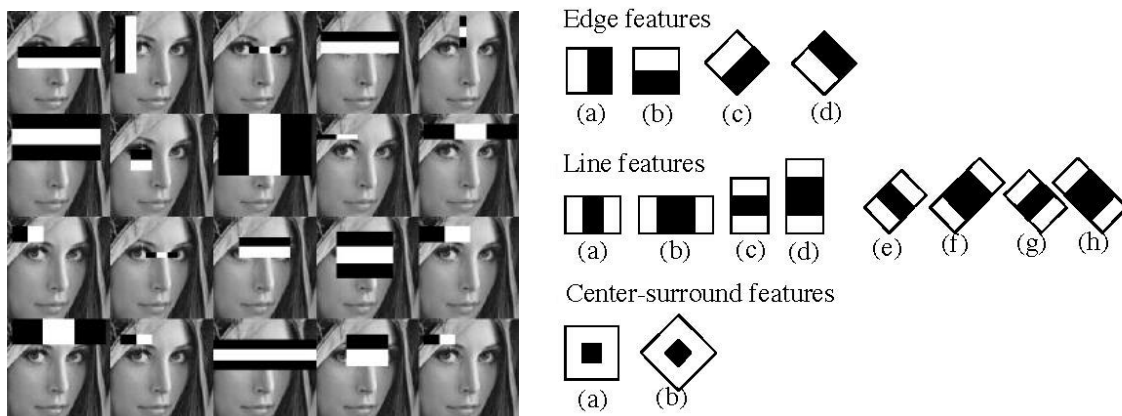 Edge features
(a) (b) (c) (d)
Line features
(a) (b) (c) (d) (e) (f) (g) (h)
Center-surround features
(a) (b)